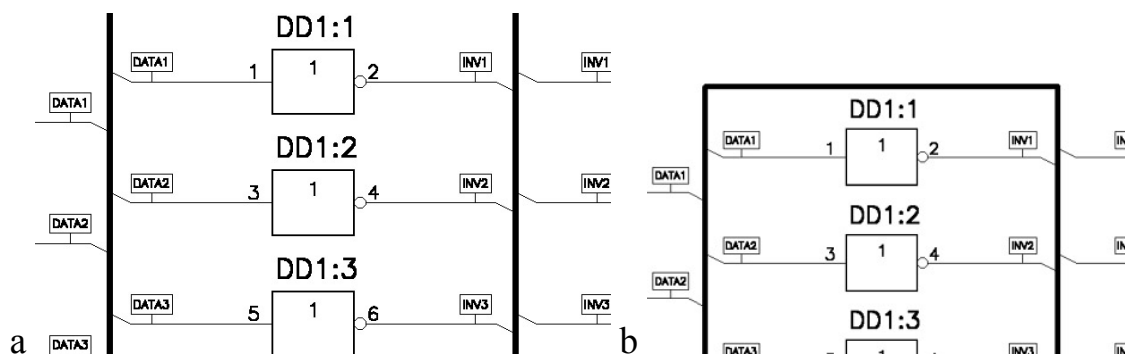 DD1:1
DATA1 1 1 2 INV1 INV1
DATA1
DD1:2
DATA2 3 1 4 INV2 INV2
DATA2
DD1:3
DATA3 5 1 6 INV3 INV3
DATA3
a
DD1:1
DATA1 1 1 2 INV1
DATA1
DD1:2
DATA2 3 1 4 INV2
DATA2
DD1:3
DATA3 1 INV3
b